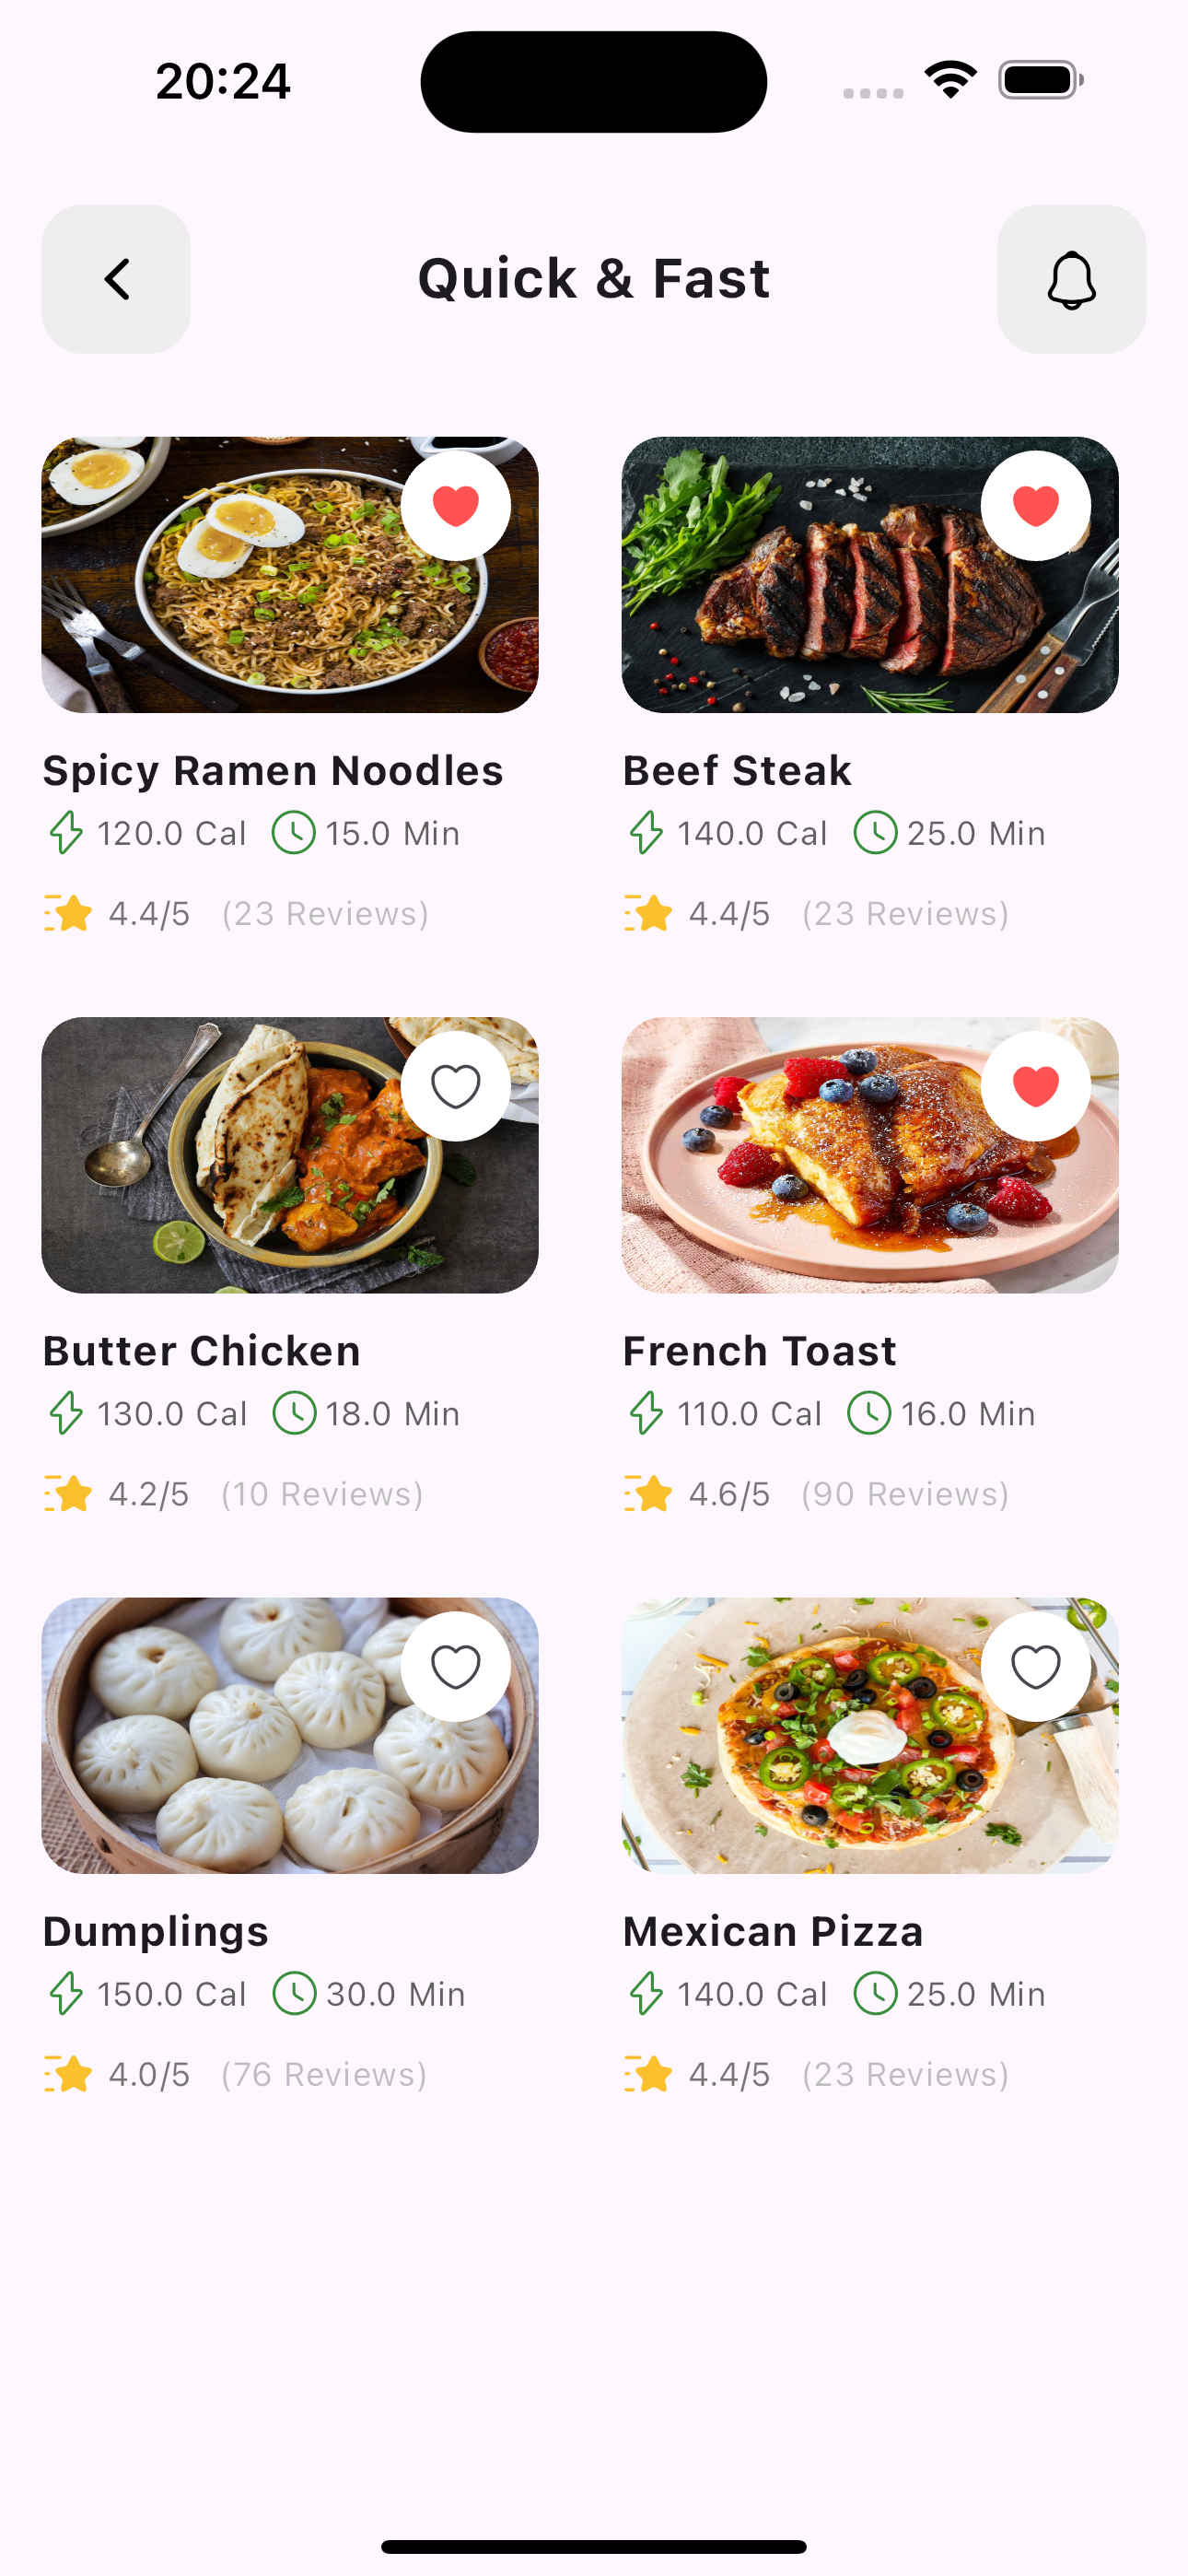 20:24
Quick & Fast
Spicy Ramen Noodles
120.0 Cal 15.0 Min
4.4/5 (23 Reviews)
Beef Steak
140.0 Cal 25.0 Min
4.4/5 (23 Reviews)
Butter Chicken
130.0 Cal 18.0 Min
4.2/5 (10 Reviews)
French Toast
110.0 Cal 16.0 Min
4.6/5 (90 Reviews)
Dumplings
150.0 Cal 30.0 Min
4.0/5 (76 Reviews)
Mexican Pizza
140.0 Cal 25.0 Min
4.4/5 (23 Reviews)